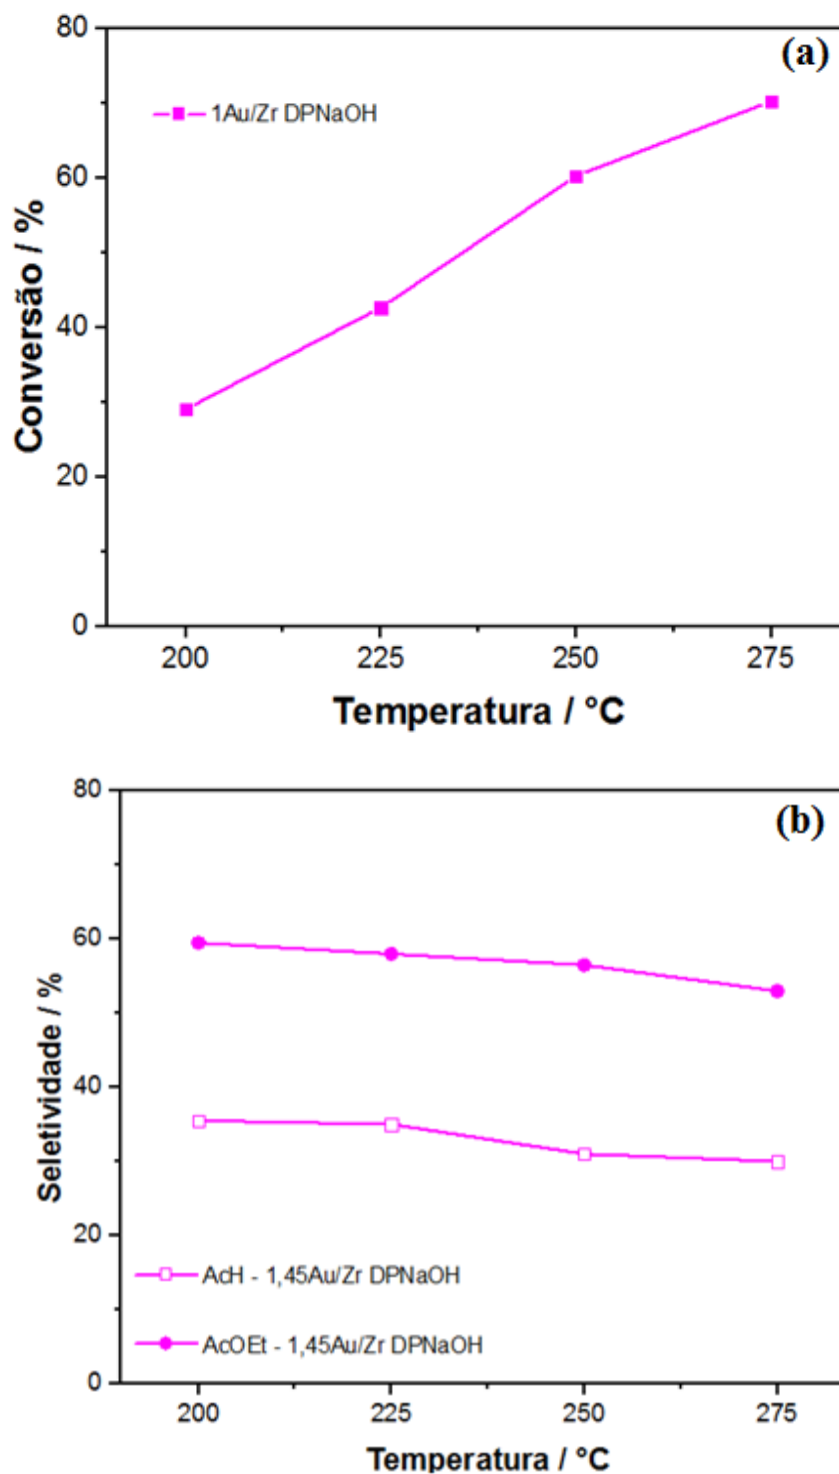 80
(a)
1Au/Zr DPNaOH
60
Conversão / %
40
20
0
200 225 250 275
Temperatura / °C
80
(b)
60
Seletividade / %
40
20
AcH - 1,45Au/Zr DPNaOH
AcOEt - 1,45Au/Zr DPNaOH
0
200 225 250 275
Temperatura / °C